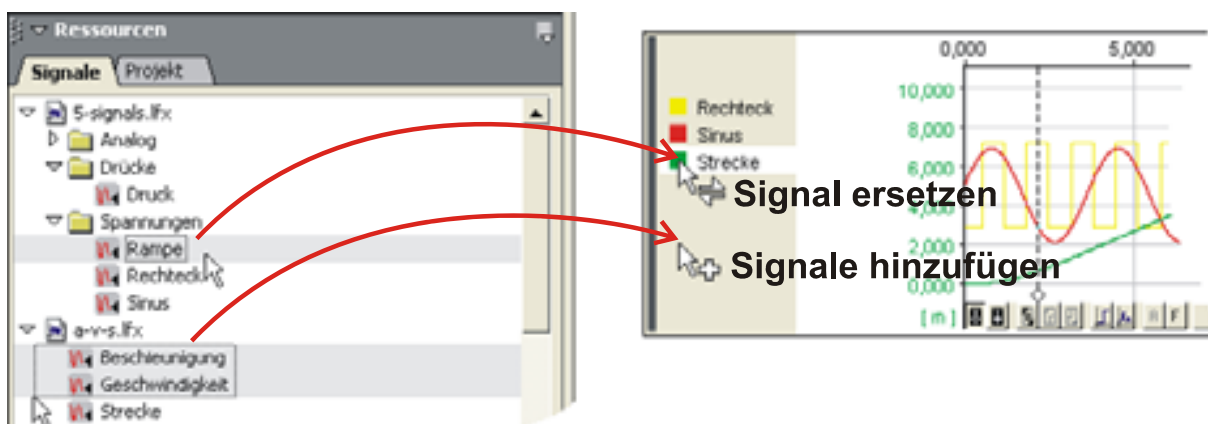 Ressourcen
Signale Projekt
5-signals.lfx
Analog
Drücke
Druck
Spannungen
Rampe
Rechteck
Sinus
a-v-s.lfx
Beschleunigung
Geschwindigkeit
Strecke
0,000 5,000
10,000
8,000
6,000
4,000
2,000
0,000
[ m ]
Rechteck
Sinus
Strecke
Signal ersetzen
Signale hinzufügen
R F